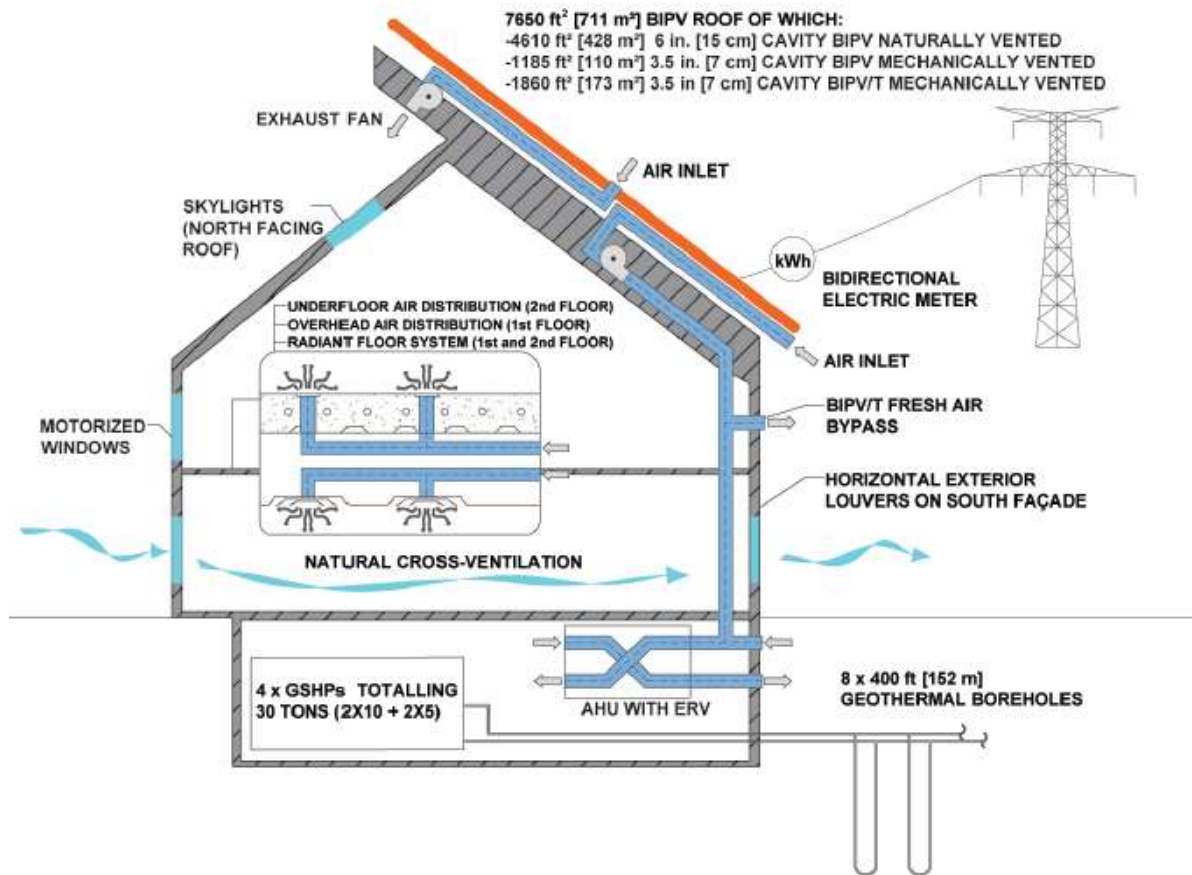 7650 ft² [711 m²] BIPV ROOF OF WHICH:
-4610 ft² [428 m²] 6 in. [15 cm] CAVITY BIPV NATURALLY VENTED
-1185 ft² [110 m²] 3.5 in. [7 cm] CAVITY BIPV MECHANICALLY VENTED
-1860 ft² [173 m²] 3.5 in [7 cm] CAVITY BIPV/T MECHANICALLY VENTED
EXHAUST FAN
AIR INLET
SKYLIGHTS
(NORTH FACING
ROOF)
kWh
BIDIRECTIONAL
ELECTRIC METER
UNDERFLOOR AIR DISTRIBUTION (2nd FLOOR)
OVERHEAD AIR DISTRIBUTION (1st FLOOR)
RADIANT FLOOR SYSTEM (1st and 2nd FLOOR)
AIR INLET
MOTORIZED
WINDOWS
BIPV/T FRESH AIR
BYPASS
HORIZONTAL EXTERIOR
LOUVERS ON SOUTH FAÇADE
NATURAL CROSS-VENTILATION
4 x GSHPs TOTALLING
30 TONS (2X10 + 2X5)
AHU WITH ERV
8 x 400 ft [152 m]
GEOTHERMAL BOREHOLES